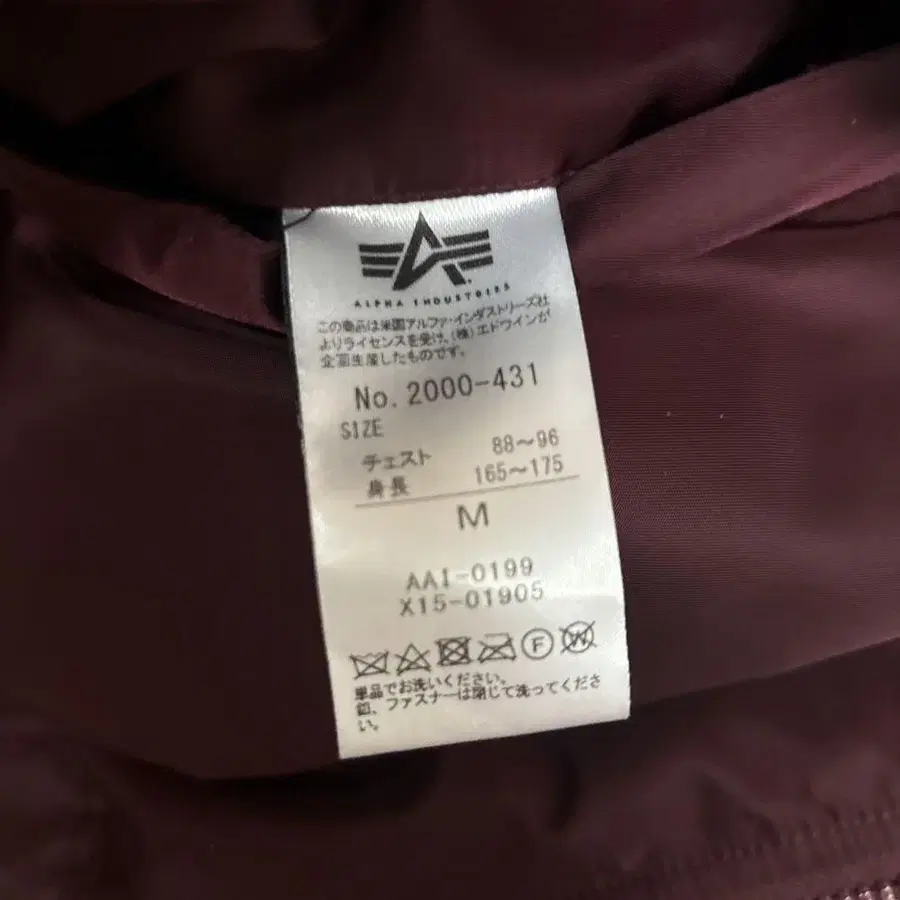 ALPHA INDUSTRIES
この商品は米国アルファ・インダストリーズ社
よりライセンスを受け、(株)エドウインが
企画生産したものです。
No. 2000-431
SIZE
チェスト 88〜96
身長 165〜175
M
AAI-0199
X15-01905
F W
単品でお洗いください。
釦、ファスナーは閉じて洗ってくださ
い。